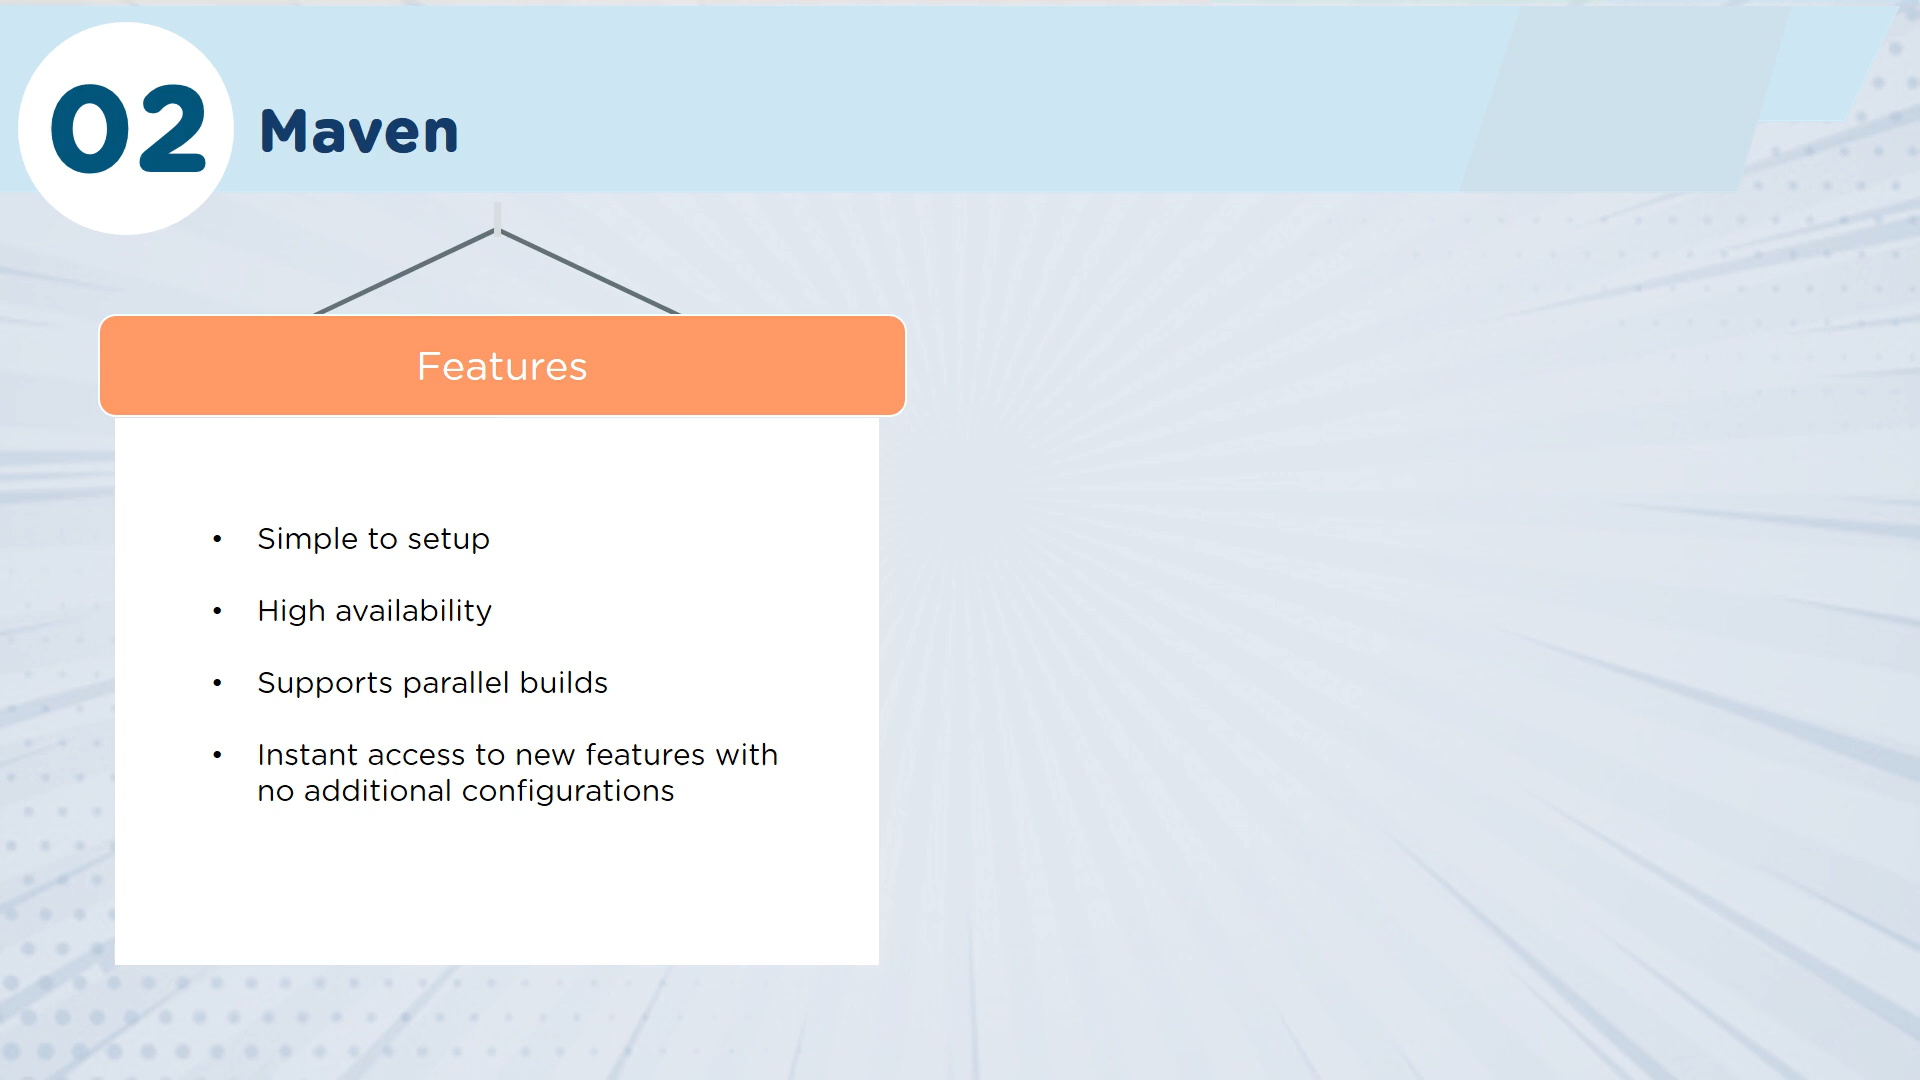 02
Maven
Features
• Simple to setup
• High availability
• Supports parallel builds
• Instant access to new features with
no additional configurations